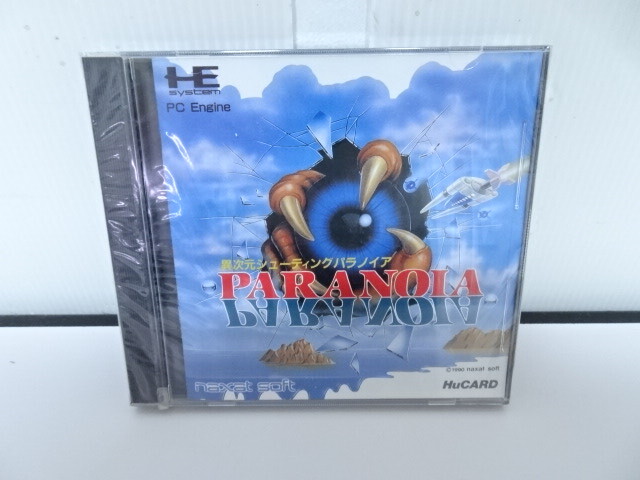 HE
system
PC Engine
異次元シューティングパラノイア
PARANOIA
PARANOIA
©1990 naxat soft
naxat soft
HuCARD